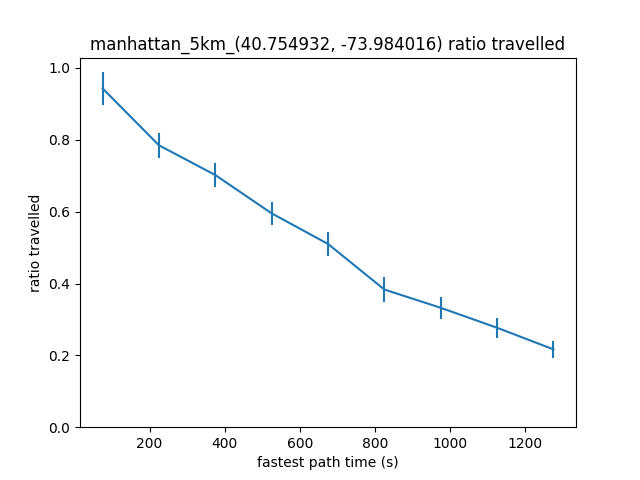 manhattan_5km_(40.754932, -73.984016) ratio travelled
1.0
0.8
0.6
0.4
0.2
0.0
ratio travelled
200 400 600 800 1000 1200
fastest path time (s)